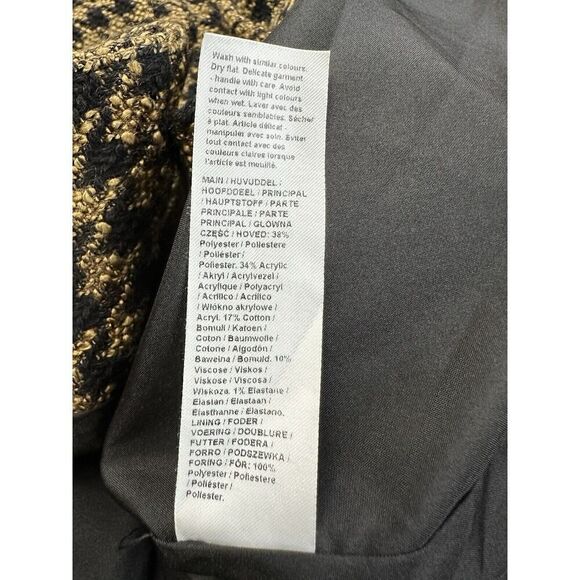 Wash with similar colours.
Dry flat. Delicate garment
- handle with care. Avoid
contact with light colours
when wet. Laver avec des
couleurs semblables. Sécher
à plat. Article délicat -
manipuler avec soin. Éviter
tout contact avec des
couleurs claires lorsque
l'article est mouillé.
MAIN / HUVUDDEL /
HOOFDDEEL / PRINCIPAL
/ HAUPTSTOFF / PARTE
PRINCIPALE / PARTE
PRINCIPAL / GŁÓWNA
CZĘŚĆ / HOVED: 38%
Polyester / Poliestere
/ Poliéster /
Poliester. 34% Acrylic
/ Akryl / Acrylvezel /
Acrylique / Polyacryl
/ Acrilico / Acrílico
/ Włókno akrylowe /
Acryl. 17% Cotton /
Bomull / Katoen /
Coton / Baumwolle /
Cotone / Algodón /
Bawełna / Bomuld. 10%
Viscose / Viskos /
Viskose / Viscosa /
Wiskoza. 1% Elastane /
Elastan / Elastaan /
Élasthanne / Elastano.
LINING / FODER /
VOERING / DOUBLURE /
FUTTER / FODERA /
FORRO / PODSZEWKA /
FORING / FÓR: 100%
Polyester / Poliestere
/ Poliéster /
Poliester.